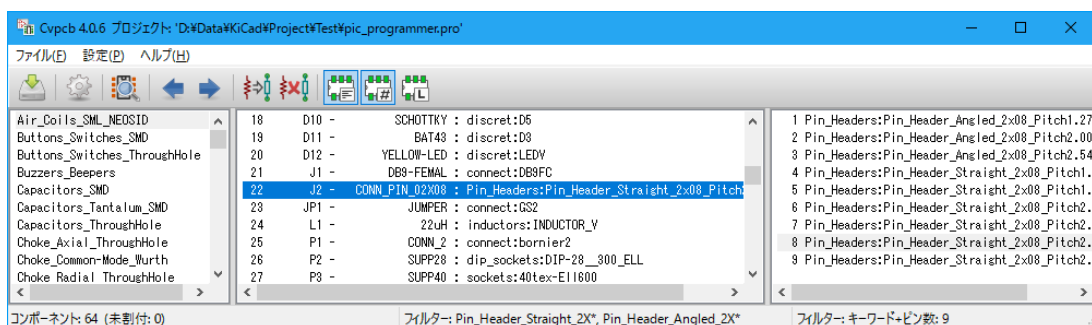 Cvpcb 4.0.6 プロジェクト: 'D:¥Data¥KiCad¥Project¥Test¥pic_programmer.pro'
ファイル(F) 設定(P) ヘルプ(H)
Air_Coils_SML_NEOSID
Buttons_Switches_SMD
Buttons_Switches_ThroughHole
Buzzers_Beepers
Capacitors_SMD
Capacitors_Tantalum_SMD
Capacitors_ThroughHole
Choke_Axial_ThroughHole
Choke_Common-Mode_Wurth
Choke_Radial_ThroughHole
18 D10 - SCHOTTKY : discret:D5
19 D11 - BAT43 : discret:D3
20 D12 - YELLOW-LED : discret:LEDV
21 J1 - DB9-FEMAL : connect:DB9FC
22 J2 - CONN_PIN_02X08 : Pin_Headers:Pin_Header_Straight_2x08_Pitch
23 JP1 - JUMPER : connect:GS2
24 L1 - 22uH : inductors:INDUCTOR_V
25 P1 - CONN_2 : connect:bornier2
26 P2 - SUPP28 : dip_sockets:DIP-28__300_ELL
27 P3 - SUPP40 : sockets:40tex-Ell600
1 Pin_Headers:Pin_Header_Angled_2x08_Pitch1.27
2 Pin_Headers:Pin_Header_Angled_2x08_Pitch2.00
3 Pin_Headers:Pin_Header_Angled_2x08_Pitch2.54
4 Pin_Headers:Pin_Header_Straight_2x08_Pitch1.
5 Pin_Headers:Pin_Header_Straight_2x08_Pitch1.
6 Pin_Headers:Pin_Header_Straight_2x08_Pitch2.
7 Pin_Headers:Pin_Header_Straight_2x08_Pitch2.
8 Pin_Headers:Pin_Header_Straight_2x08_Pitch2.
9 Pin_Headers:Pin_Header_Straight_2x08_Pitch2.
コンポーネント: 64 (未割付: 0)
フィルター: Pin_Header_Straight_2X*, Pin_Header_Angled_2X*
フィルター: キーワード+ピン数: 9